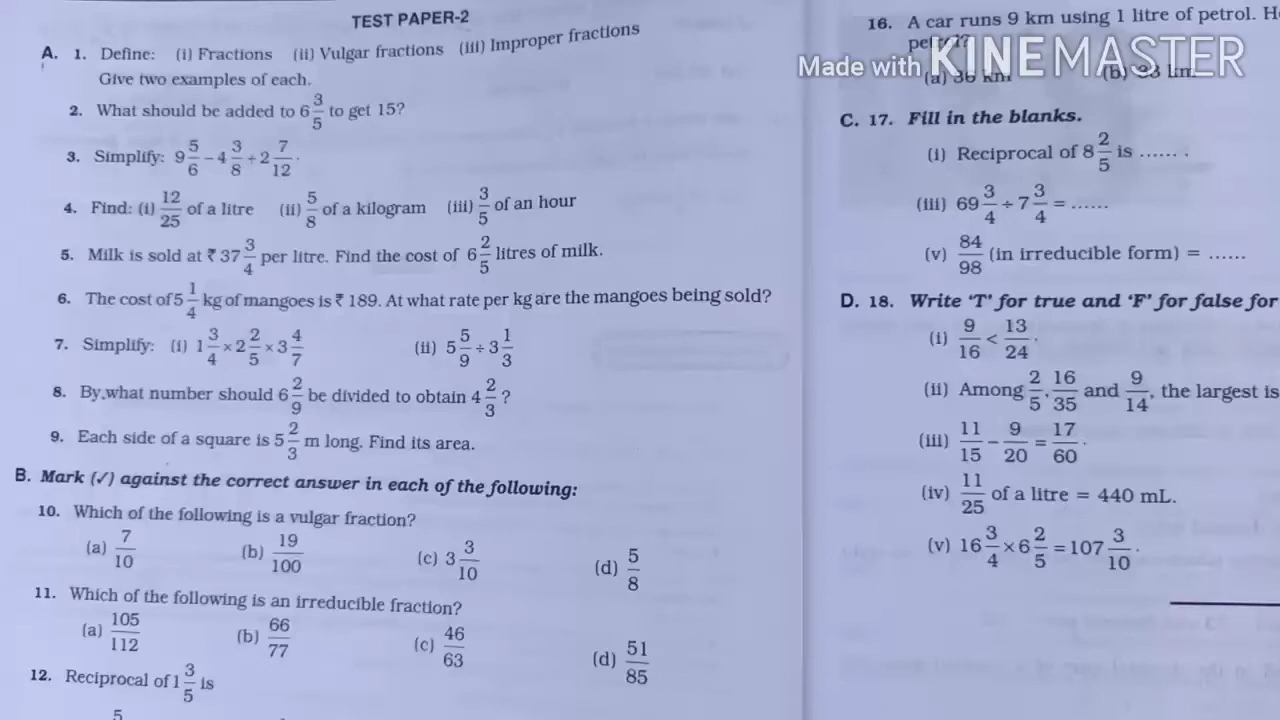 TEST PAPER-2
A. 1. Define: (i) Fractions (ii) Vulgar fractions (iii) Improper fractions
Give two examples of each.
2. What should be added to 6 3/5 to get 15?
3. Simplify: 9 5/6 − 4 3/8 + 2 7/12.
4. Find: (i) 12/25 of a litre (ii) 5/8 of a kilogram (iii) 3/5 of an hour
5. Milk is sold at ₹ 37 3/4 per litre. Find the cost of 6 2/5 litres of milk.
6. The cost of 5 1/4 kg of mangoes is ₹ 189. At what rate per kg are the mangoes being sold?
7. Simplify: (i) 1 3/4 × 2 2/5 × 3 4/7 (ii) 5 5/9 ÷ 3 1/3
8. By what number should 6 2/9 be divided to obtain 4 2/3 ?
9. Each side of a square is 5 2/3 m long. Find its area.
B. Mark (✓) against the correct answer in each of the following:
10. Which of the following is a vulgar fraction?
(a) 7/10 (b) 19/100 (c) 3 3/10 (d) 5/8
11. Which of the following is an irreducible fraction?
(a) 105/112 (b) 66/77 (c) 46/63 (d) 51/85
12. Reciprocal of 1 3/5 is
5
16. A car runs 9 km using 1 litre of petrol.
(a) 36 km (b) km
Made with KINEMASTER
C. 17. Fill in the blanks.
(i) Reciprocal of 8 2/5 is ...... .
(iii) 69 3/4 ÷ 7 3/4 = ......
(v) 84/98 (in irreducible form) = ......
D. 18. Write 'T' for true and 'F' for false for
(i) 9/16 < 13/24.
(ii) Among 2/5, 16/35 and 9/14, the largest is
(iii) 11/15 − 9/20 = 17/60.
(iv) 11/25 of a litre = 440 mL.
(v) 16 3/4 × 6 2/5 = 107 3/10.